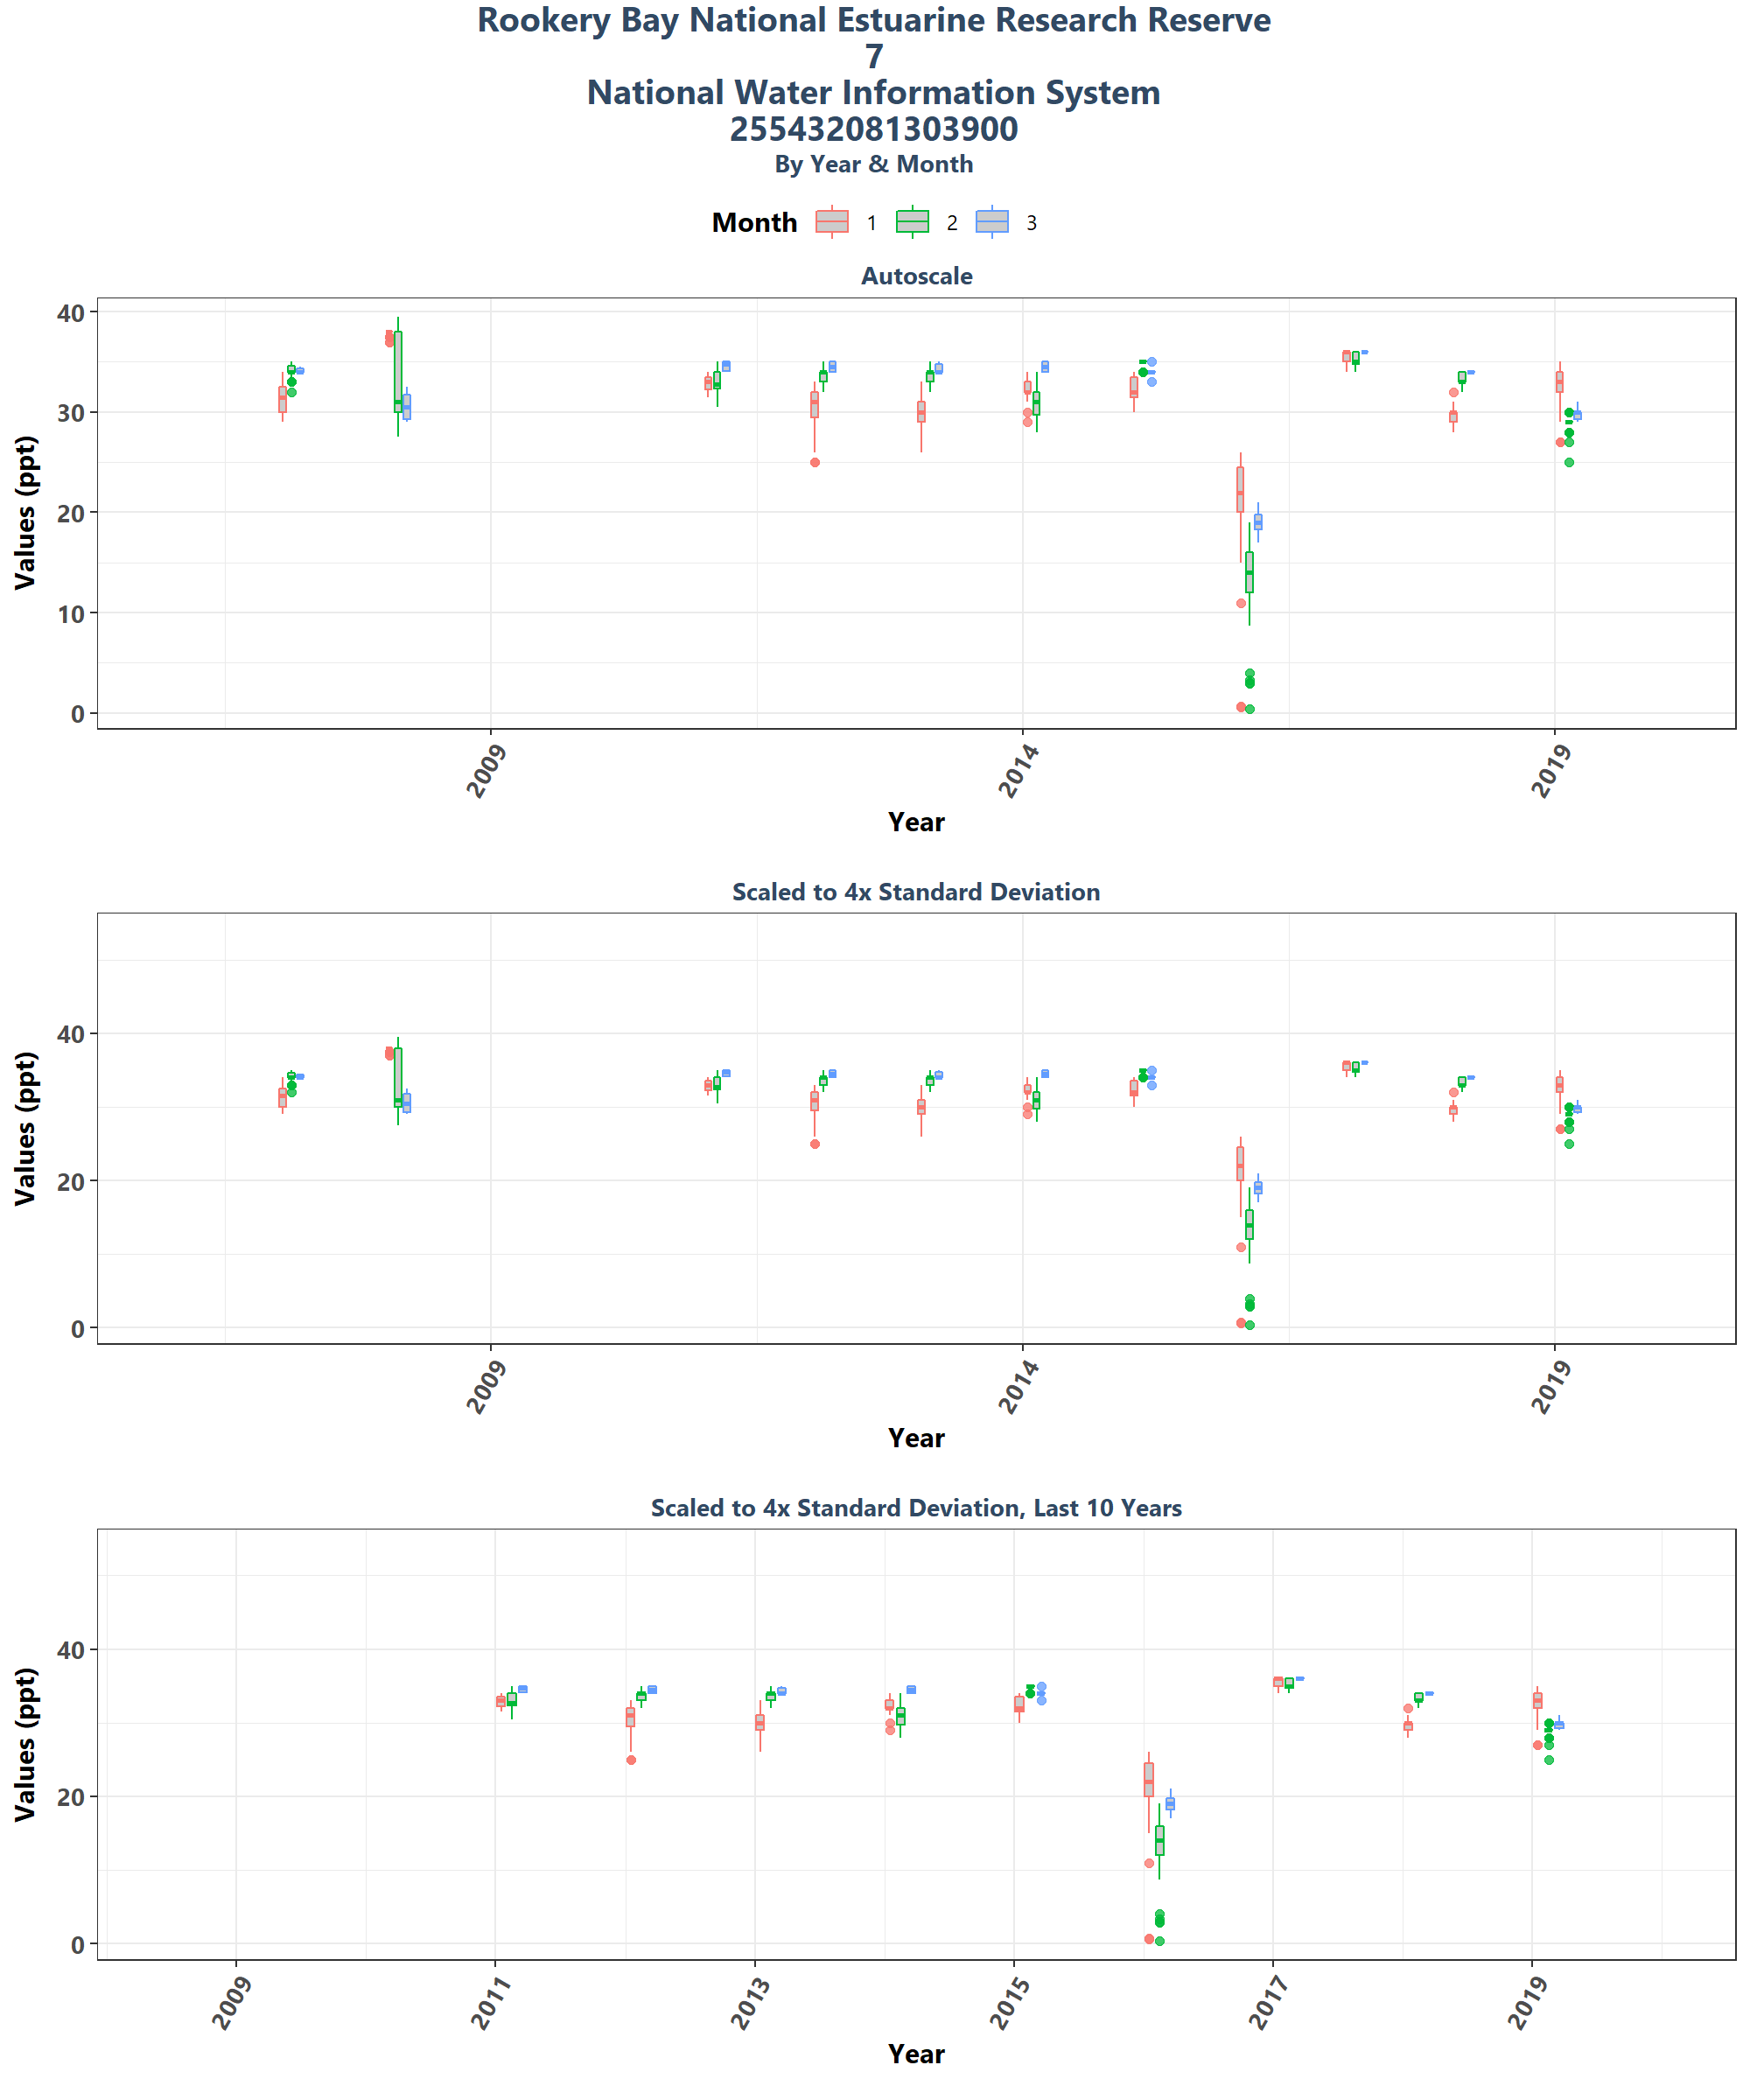 Rookery Bay National Estuarine Research Reserve
7
National Water Information System
255432081303900
By Year & Month
Month 1 2 3
Autoscale
Values (ppt)
40
30
20
10
0
2009 2014 2019
Year
Scaled to 4x Standard Deviation
Values (ppt)
40
20
0
2009 2014 2019
Year
Scaled to 4x Standard Deviation, Last 10 Years
Values (ppt)
40
20
0
2009 2011 2013 2015 2017 2019
Year